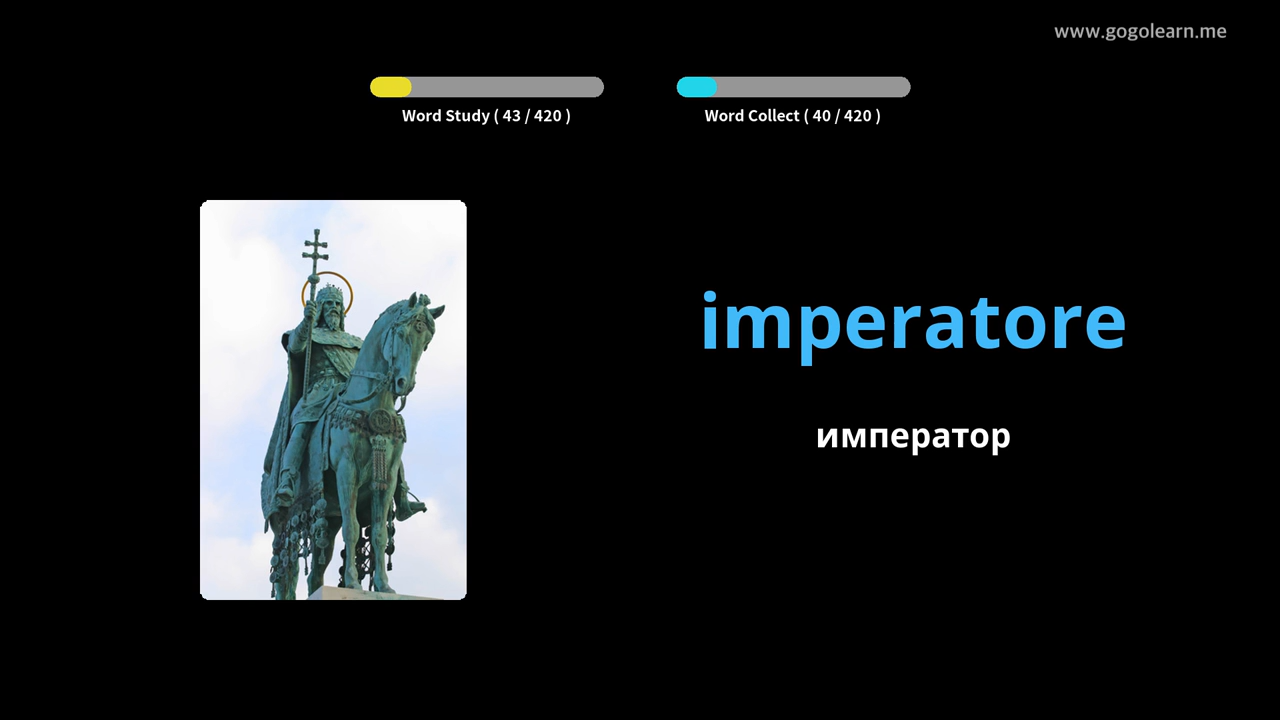 www.gogolearn.me
Word Study ( 43 / 420 )
Word Collect ( 40 / 420 )
imperatore
император